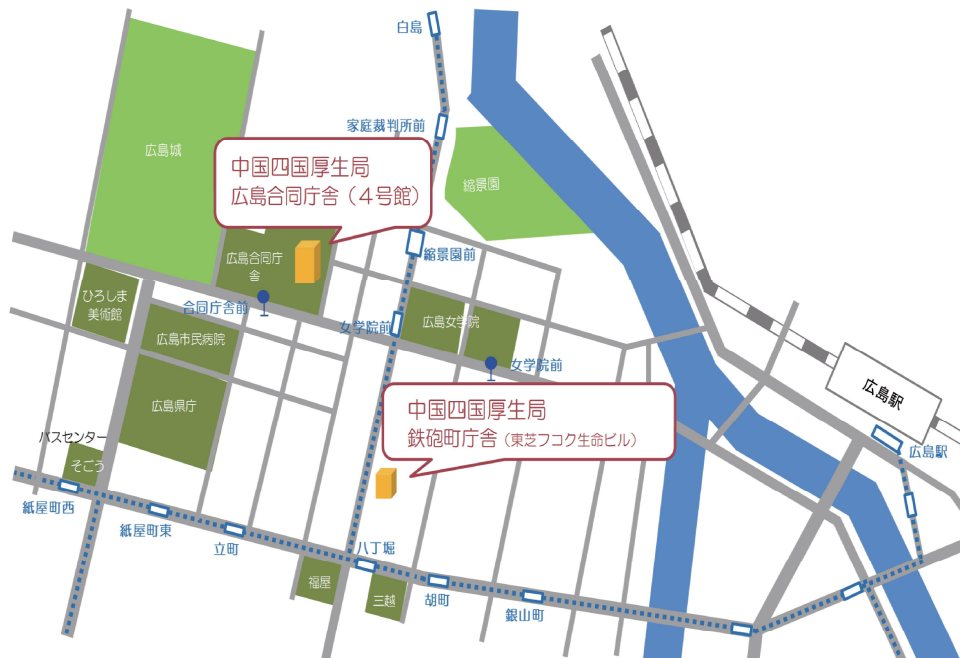 白島
家庭裁判所前
広島城
中国四国厚生局
広島合同庁舎（４号館）
縮景園
縮景園前
広島合同庁
舎
ひろしま
美術館
合同庁舎前
女学院前
広島女学院
広島市民病院
女学院前
広島県庁
中国四国厚生局
鉄砲町庁舎（東芝フコク生命ビル）
広島駅
広島駅
バスセンター
そごう
紙屋町西
紙屋町東
立町
八丁堀
福屋
三越
胡町
銀山町